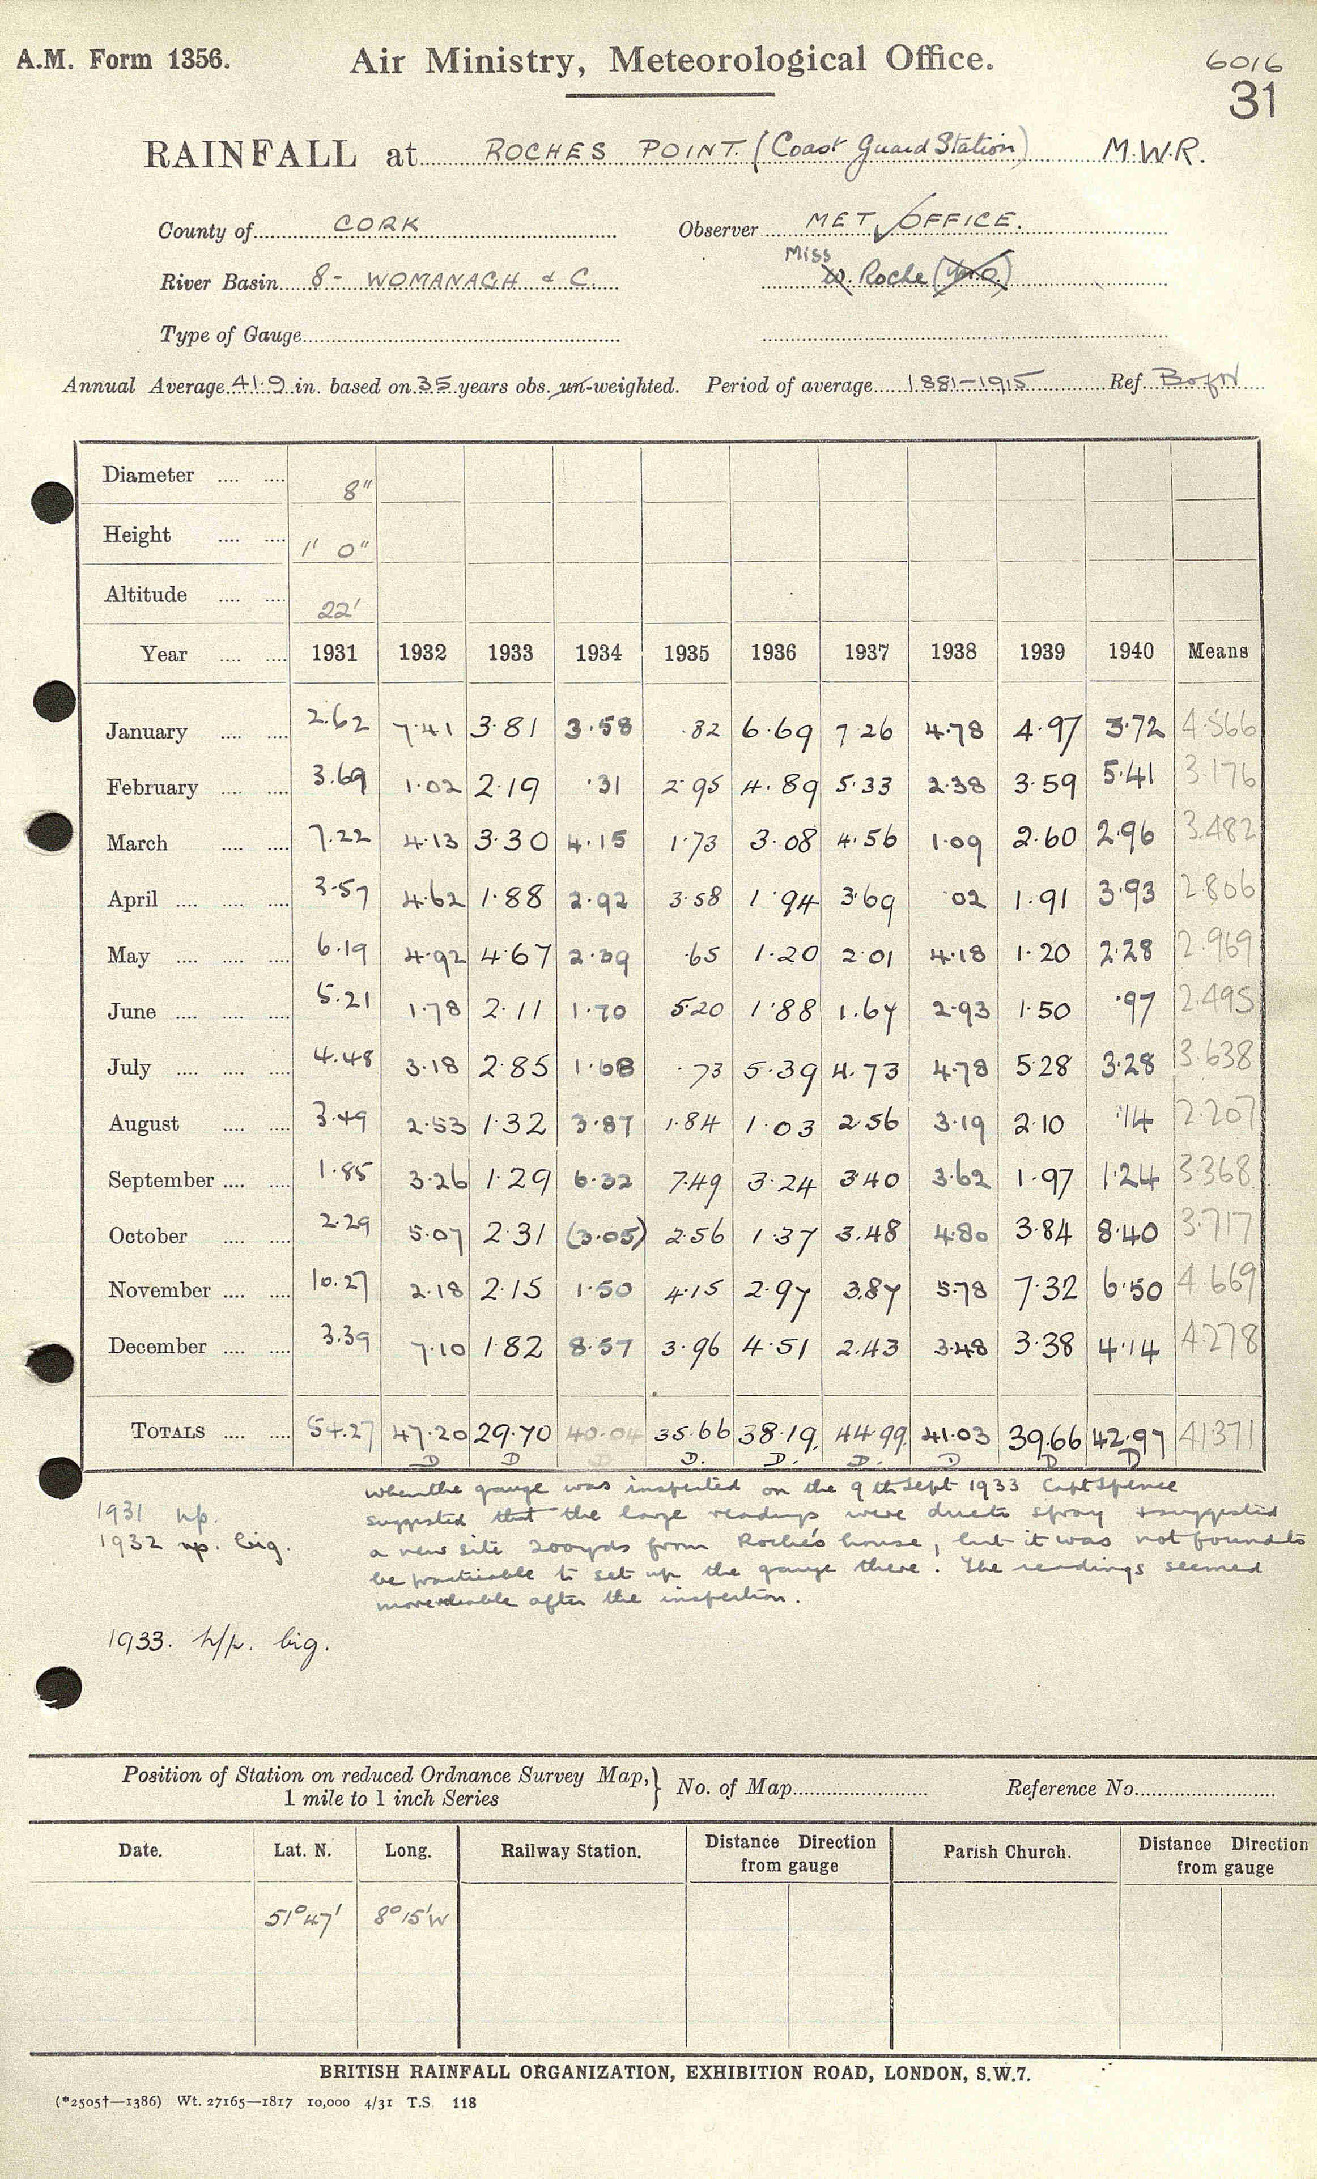 A.M. Form 1356. Air Ministry, Meteorological Office. 6016
31
RAINFALL at ROCHES POINT (Coast Guard Station) M.W.R.
County of CORK Observer MET OFFICE.
Miss
River Basin 8- WOMANAGH & C. W. Roche
Type of Gauge
Annual Average 41.9 in. based on 35 years obs. un-weighted. Period of average 1881-1915 Ref. B of W
Diameter .... .... 8"
Height .... .... 1' 0"
Altitude .... .... 22'
Year .... .... 1931 1932 1933 1934 1935 1936 1937 1938 1939 1940 Means
January .... .... 2.62 7.41 3.81 3.58 .82 6.69 7.26 4.78 4.97 3.72 4.566
February .... .... 3.69 1.02 2.19 .31 2.95 4.89 5.33 2.38 3.59 5.41 3.176
March .... .... 7.22 4.13 3.30 4.15 1.73 3.08 4.56 1.09 2.60 2.96 3.482
April .... .... .... 3.57 4.62 1.88 2.92 3.58 1.94 3.69 .02 1.91 3.93 2.806
May .... .... .... 6.19 4.92 4.67 2.39 .65 1.20 2.01 4.18 1.20 2.28 2.969
June .... .... .... 5.21 1.78 2.11 1.70 5.20 1.88 1.67 2.93 1.50 .97 2.495
July .... .... .... 4.48 3.18 2.85 1.68 .73 5.39 4.73 4.78 5.28 3.28 3.638
August .... .... 3.49 2.53 1.32 3.87 1.84 1.03 2.56 3.19 2.10 .14 2.207
September .... .... 1.85 3.26 1.29 6.32 7.49 3.24 3.40 3.62 1.97 1.24 3.368
October .... .... 2.29 5.07 2.31 (3.05) 2.56 1.37 3.48 4.80 3.84 8.40 3.717
November .... .... 10.27 2.18 2.15 1.50 4.15 2.97 3.87 5.78 7.32 6.50 4.669
December .... .... 3.39 7.10 1.82 8.57 3.96 4.51 2.43 3.48 3.38 4.14 4.278
TOTALS .... .... 54.27 47.20 29.70 40.04 35.66 38.19. 44.99. 41.03 39.66 42.97 41371
D D D D. D. D. D D D
When the gauge was inspected on the 9th Sept 1933 Capt Spence
1931 np. suggested that the large readings were due to spray & suggested
1932 np. big. a new site 200yds from Roche's house, but it was not found to
be practicable to set up the gauge there. The readings seemed
more reliable after the inspection.
1933. n/p. big.
Position of Station on reduced Ordnance Survey Map, } No. of Map Reference No.
1 mile to 1 inch Series
Date. Lat. N. Long. Railway Station. Distance Direction from gauge Parish Church. Distance Direction from gauge
51°47' 8°15'W
BRITISH RAINFALL ORGANIZATION, EXHIBITION ROAD, LONDON, S.W.7.
(*2505†—1386) Wt. 27165—1817 10,000 4/31 T.S. 118